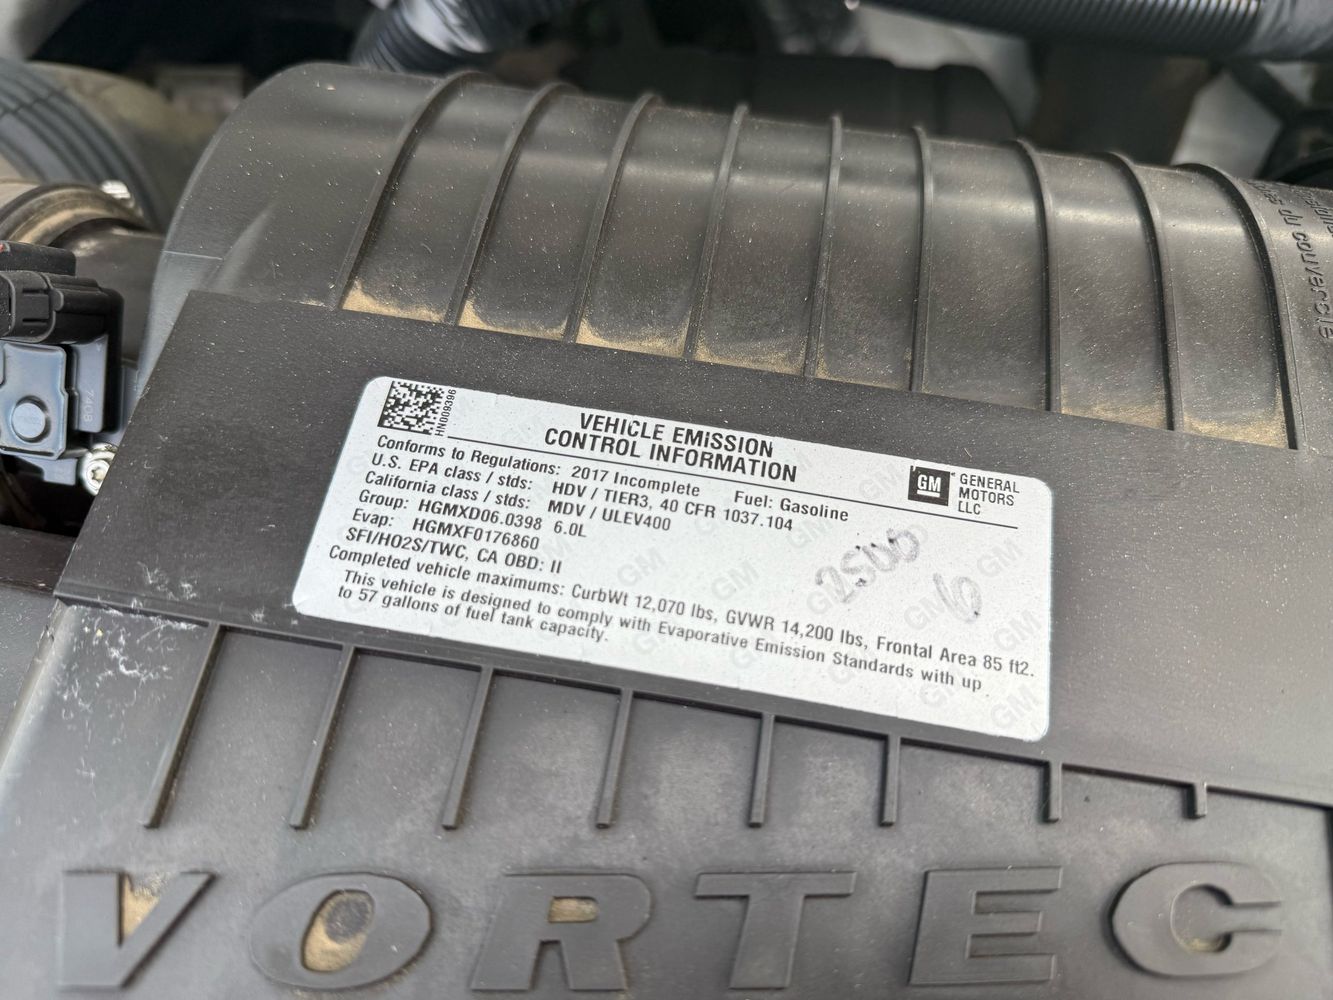 du couvercle
7408
HN009396
VEHICLE EMISSION
CONTROL INFORMATION
GM GENERAL
MOTORS
LLC
Conforms to Regulations: 2017 Incomplete Fuel: Gasoline
U.S. EPA class / stds: HDV / TIER3, 40 CFR 1037.104
California class / stds: MDV / ULEV400
Group: HGMXD06.0398 6.0L
Evap: HGMXF0176860
SFI/HO2S/TWC, CA OBD: II
2500
6
Completed vehicle maximums: CurbWt 12,070 lbs, GVWR 14,200 lbs, Frontal Area 85 ft2.
This vehicle is designed to comply with Evaporative Emission Standards with up
to 57 gallons of fuel tank capacity.
VORTEC